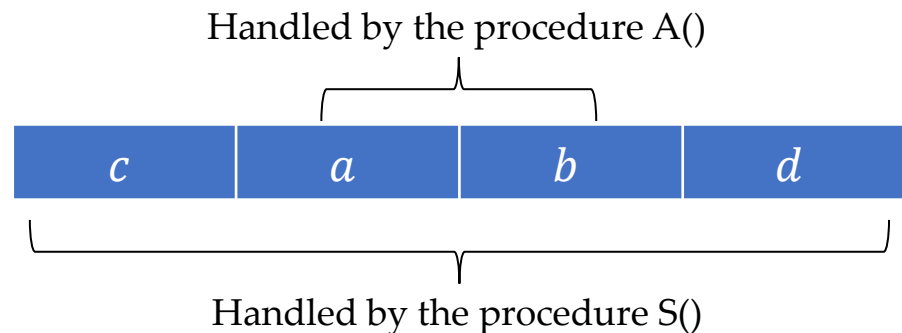 Handled by the procedure A()
c a b d
Handled by the procedure S()